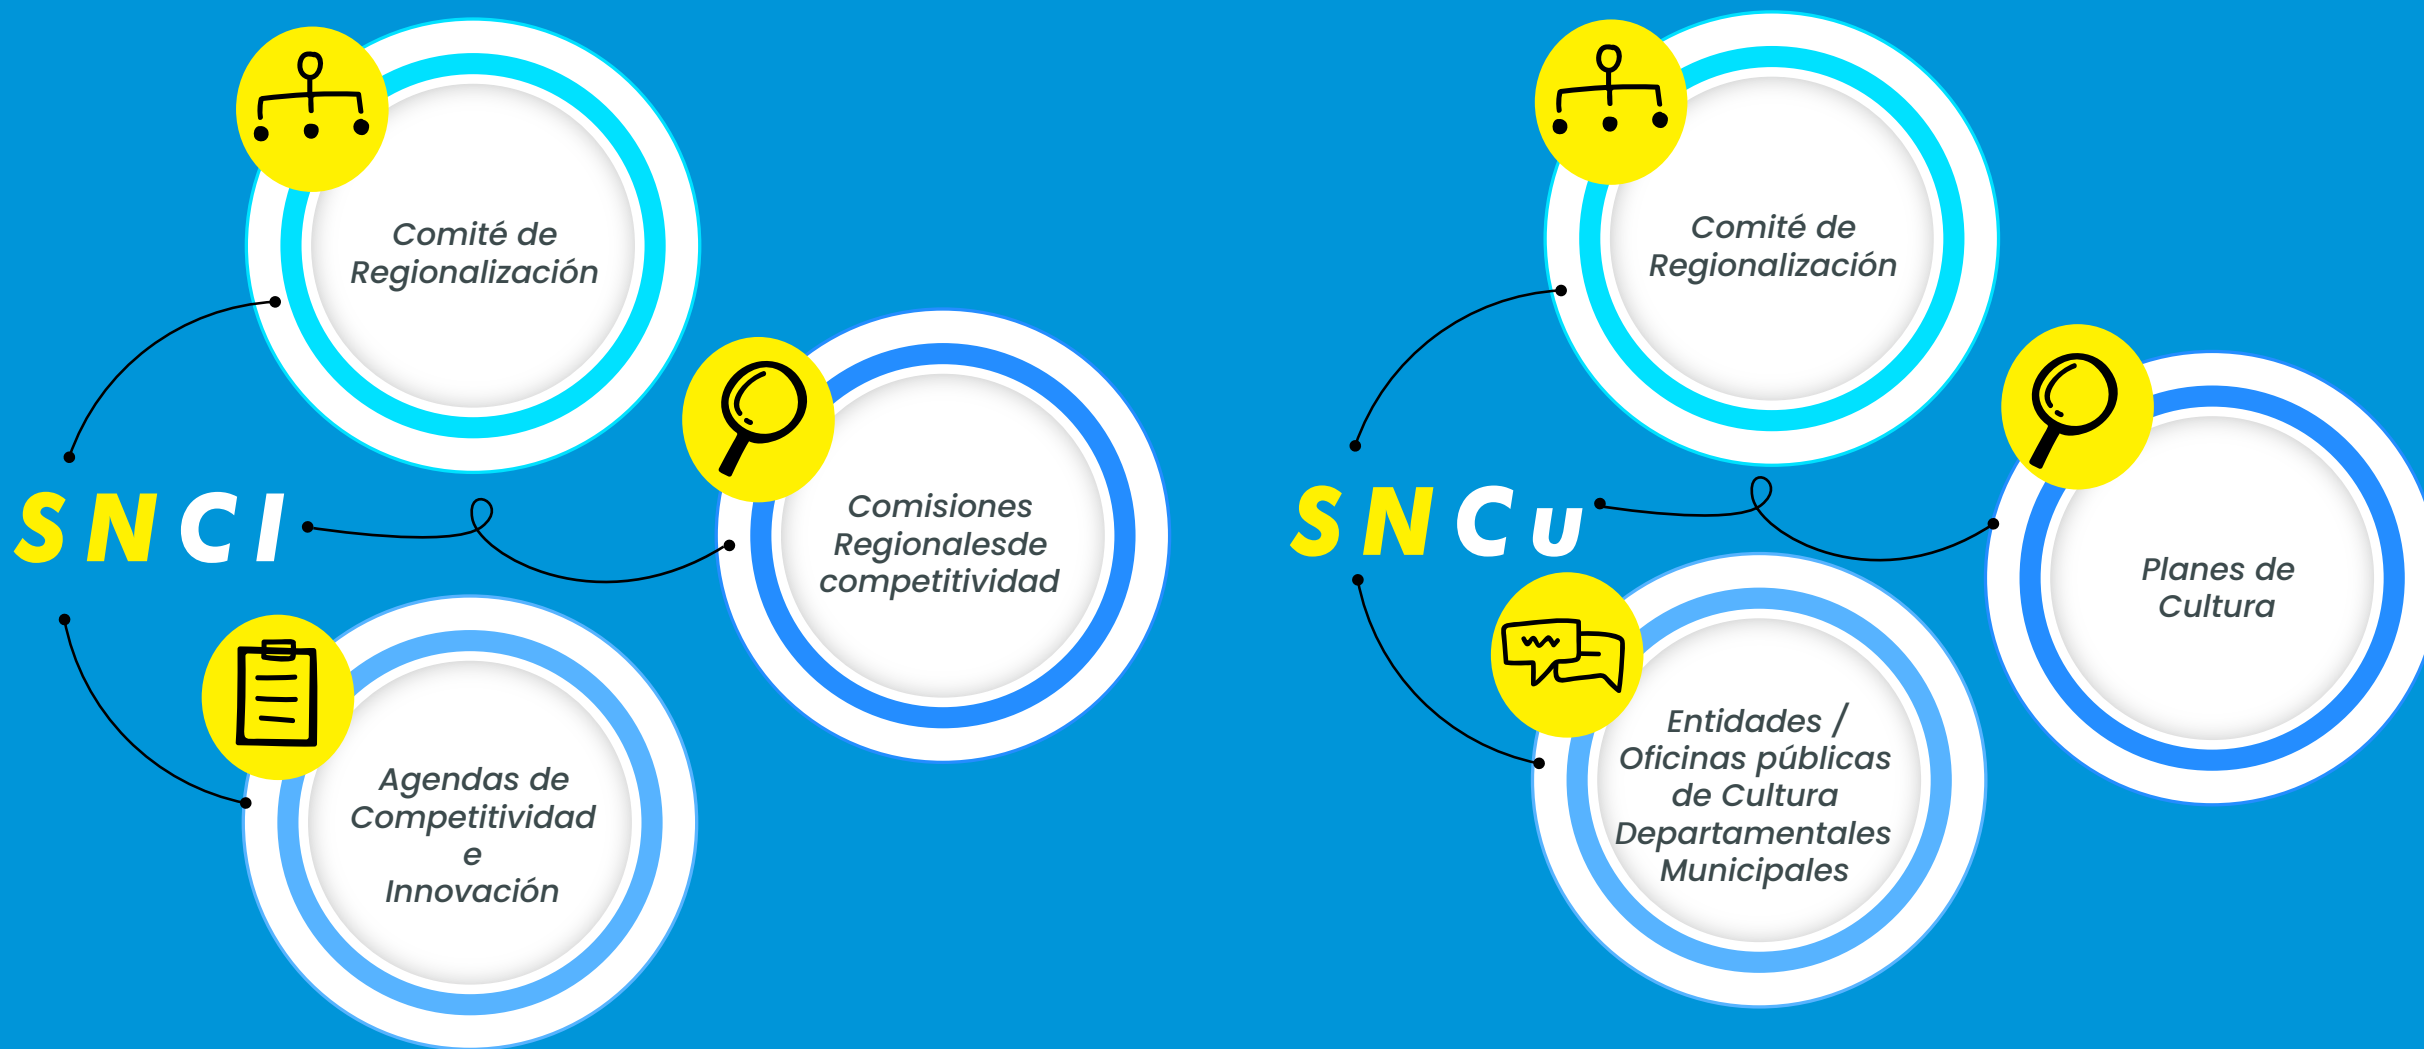 Comité de
Regionalización
SNCI
Comisiones
Regionalesde
competitividad
Agendas de
Competitividad
e
Innovación
Comité de
Regionalización
SNCu
Planes de
Cultura
Entidades /
Oficinas públicas
de Cultura
Departamentales
Municipales